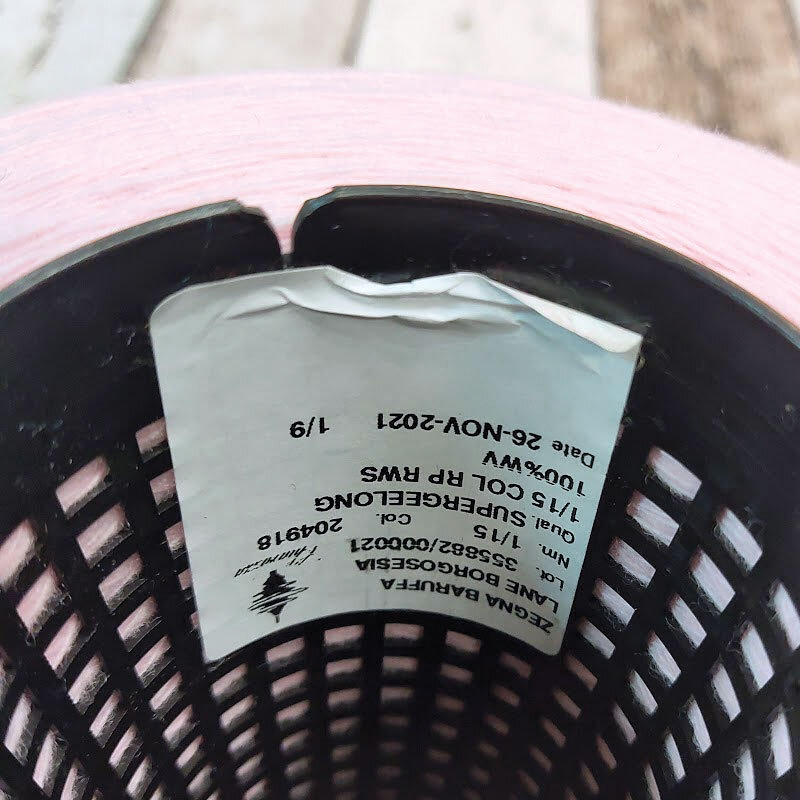 ZEGNA BARUFFA
LANE BORGOSESIA
Lot. 355882/000021
Nm. 1/15 Col. 204918
Qual. SUPERGEELONG
1/15 COL RP RWS
100%WV
Date 26-NOV-2021 1/9